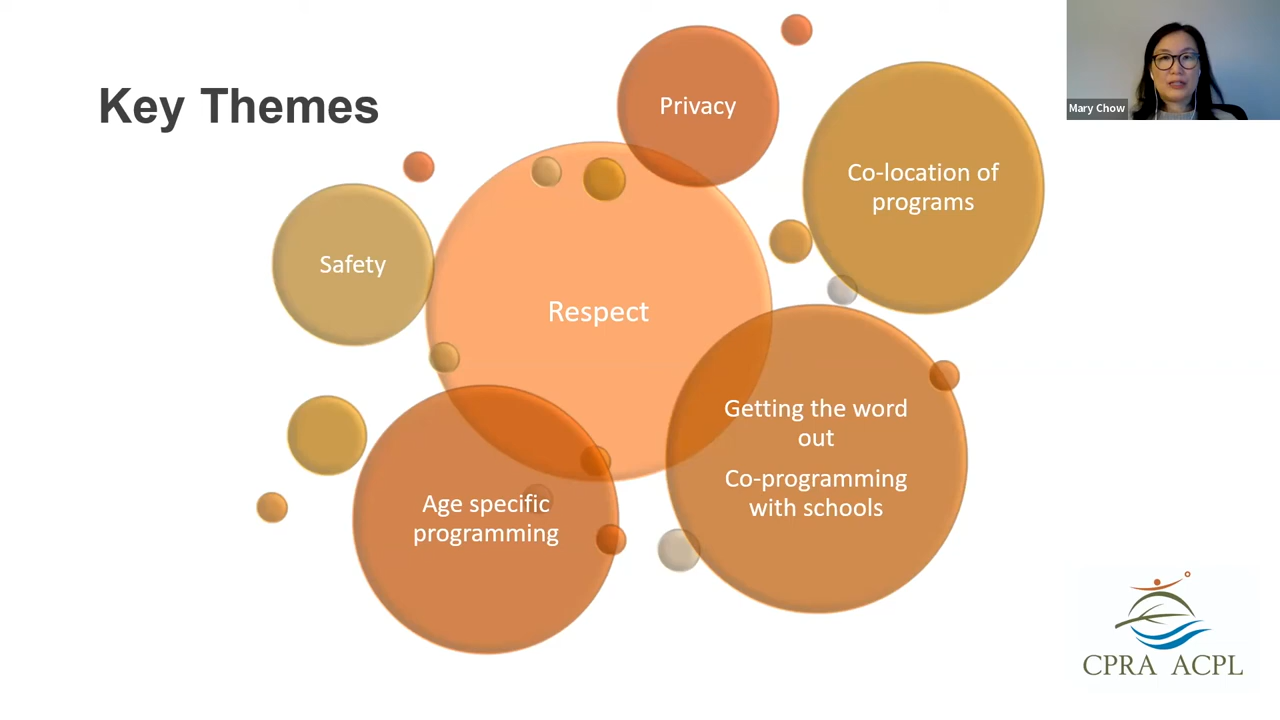 Key Themes
Privacy
Mary Chow
Co-location of
programs
Safety
Respect
Getting the word
out
Co-programming
with schools
Age specific
programming
CPRA ACPL